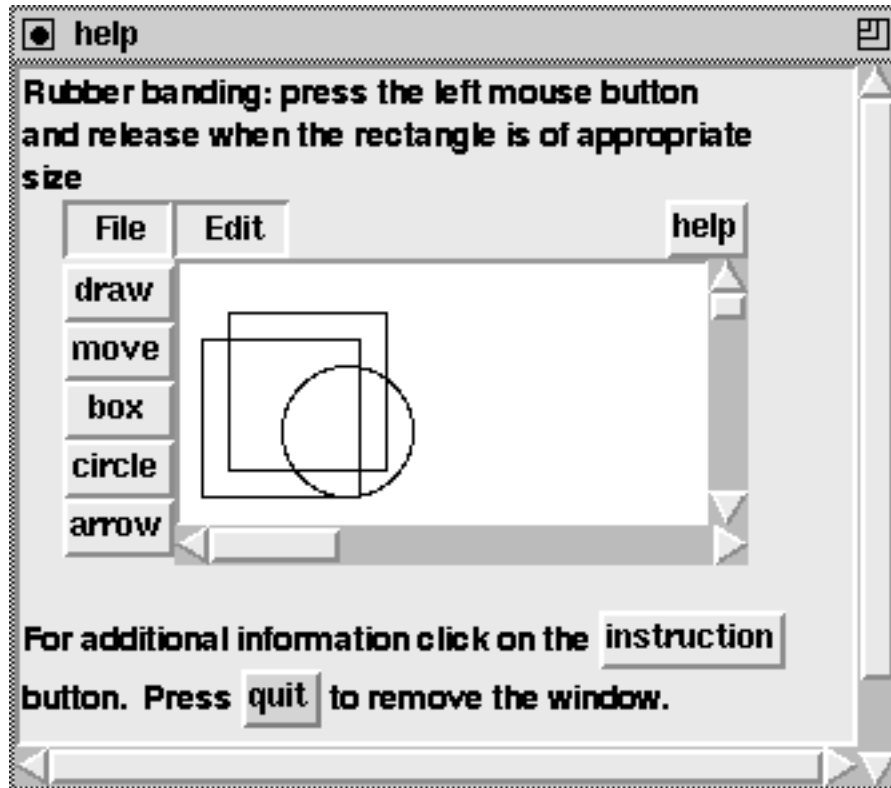 help
Rubber banding: press the left mouse button
and release when the rectangle is of appropriate
size
File Edit help
draw
move
box
circle
arrow
For additional information click on the instruction
button. Press quit to remove the window.